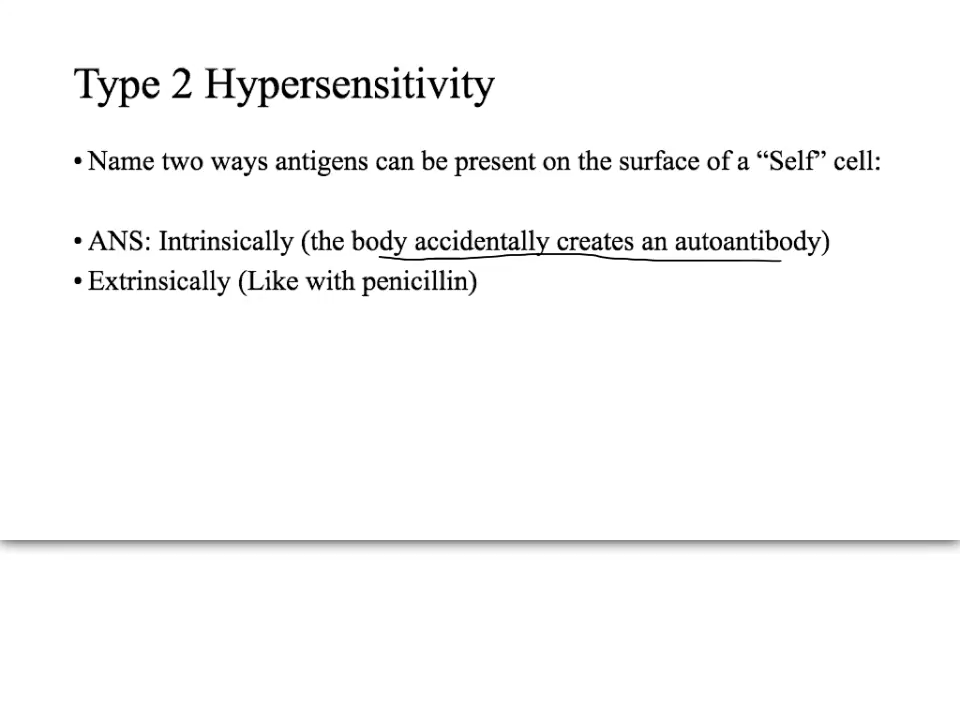 Type 2 Hypersensitivity
• Name two ways antigens can be present on the surface of a “Self” cell:
• ANS: Intrinsically (the body accidentally creates an autoantibody)
• Extrinsically (Like with penicillin)